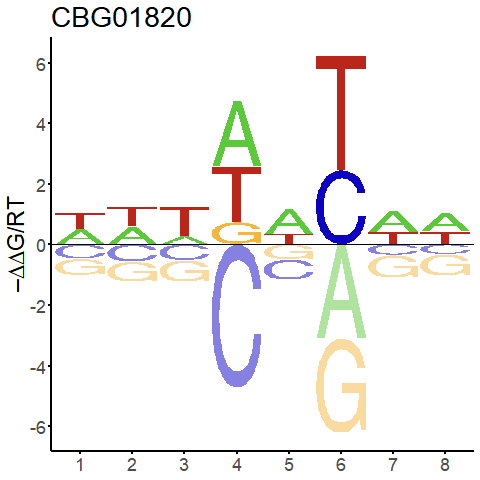 CBG01820
−ΔΔG/RT
6
4
2
0
-2
-4
-6
T T T A A T A A
A A A T T C T T
C C C G G A C C
G G G C C G G G
1 2 3 4 5 6 7 8